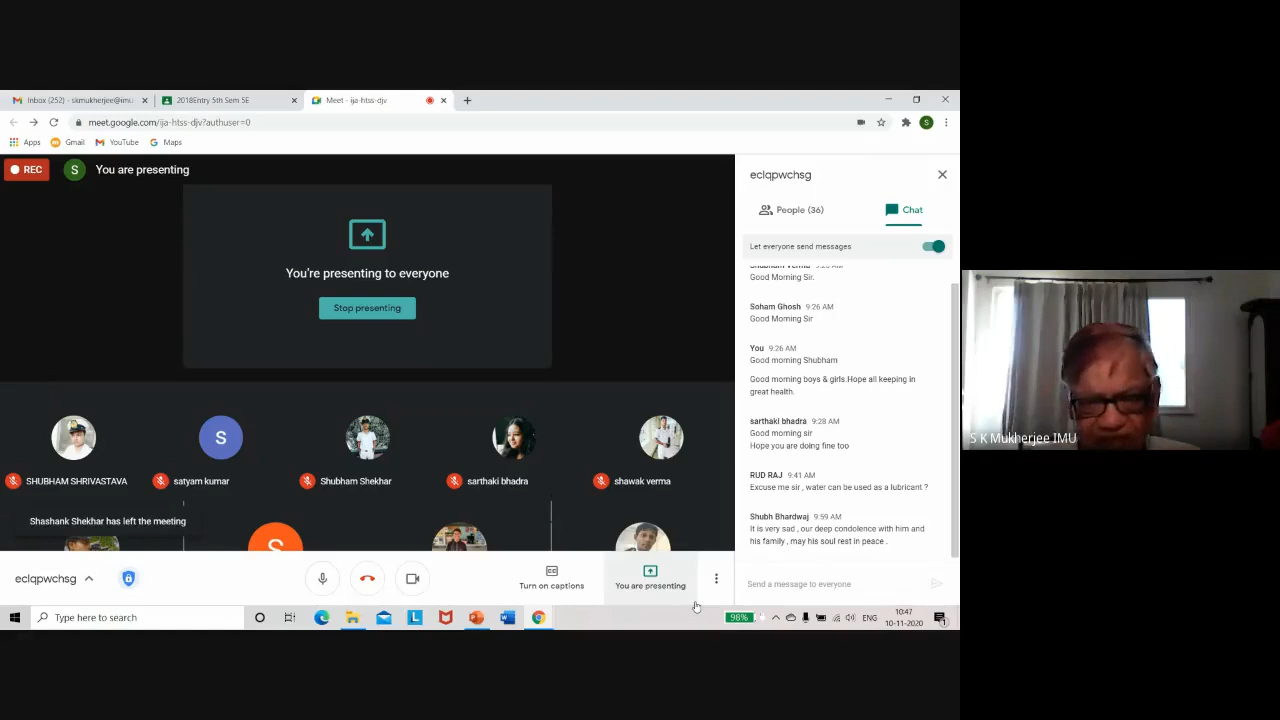 Inbox (252) - skmukherjee@imu
2018Entry 5th Sem SE
Meet - ija-htss-djv
meet.google.com/ija-htss-djv?authuser=0
S
Apps
Gmail
YouTube
Maps
REC
S
You are presenting
You're presenting to everyone
Stop presenting
eclqpwchsg
People (36)
Chat
Let everyone send messages
Good Morning Sir.
Soham Ghosh 9:26 AM
Good Morning Sir
You 9:26 AM
Good morning Shubham
Good morning boys & girls.Hope all keeping in
great health.
sarthaki bhadra 9:28 AM
Good morning sir
Hope you are doing fine too
RUD RAJ 9:41 AM
Excuse me sir , water can be used as a lubricant ?
Shubh Bhardwaj 9:59 AM
It is very sad , our deep condolence with him and
his family , may his soul rest in peace .
Send a message to everyone
S
SHUBHAM SHRIVASTAVA
satyam kumar
Shubham Shekhar
sarthaki bhadra
shawak verma
Shashank Shekhar has left the meeting
S
eclqpwchsg
Turn on captions
You are presenting
Type here to search
98%
ENG
10:47
10-11-2020
S K Mukherjee IMU